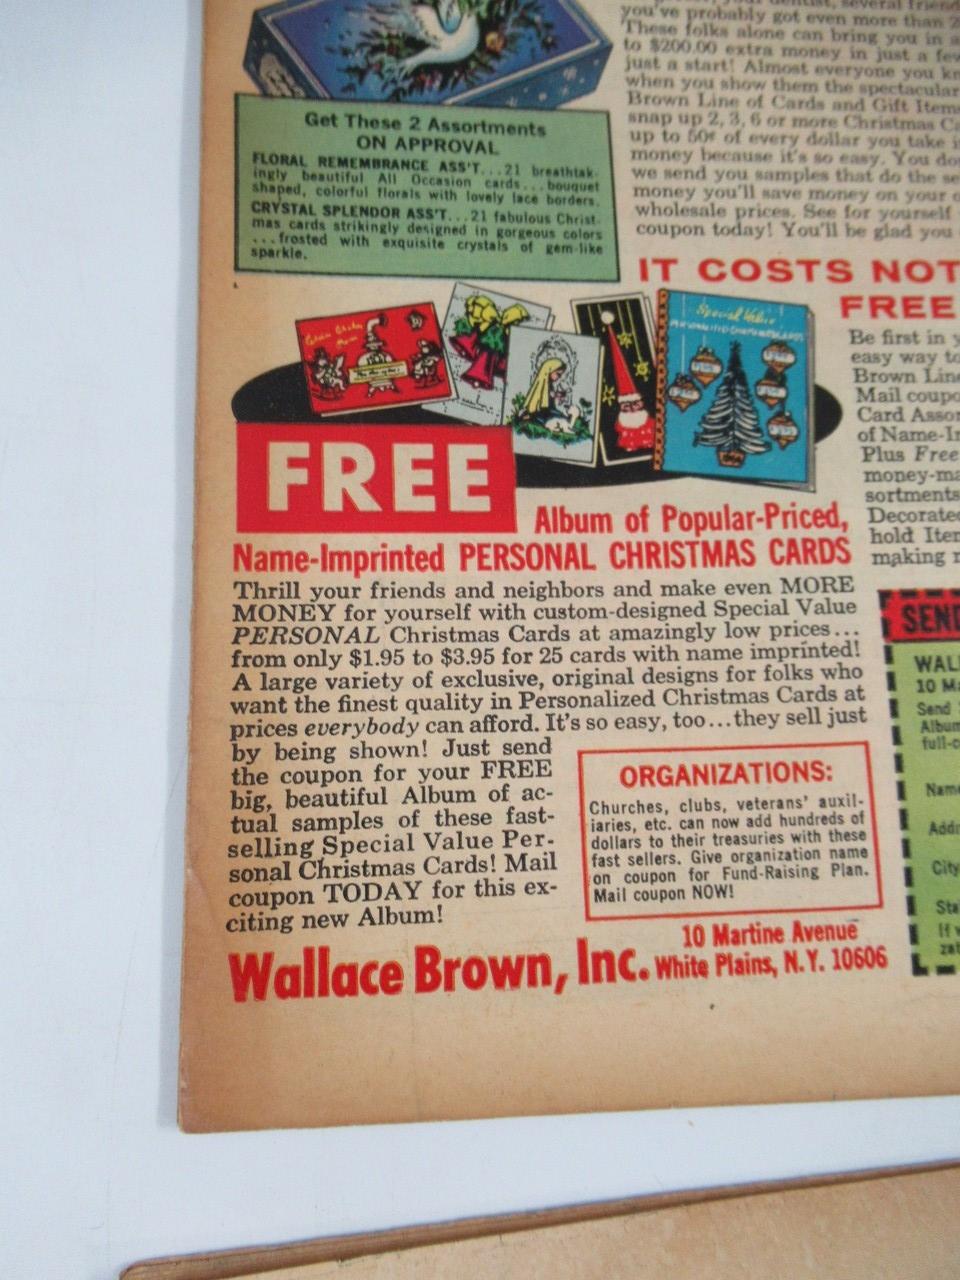 Get These 2 Assortments
ON APPROVAL
FLORAL REMEMBRANCE ASS'T...21 breathtak-
ingly beautiful All Occasion cards...bouquet
shaped, colorful florals with lovely lace borders.
CRYSTAL SPLENDOR ASS'T...21 fabulous Christ-
mas cards strikingly designed in gorgeous colors
...frosted with exquisite crystals of gem-like
sparkle.
you've probably got even more than
These folks alone can bring you in
to $200.00 extra money in just a few
just a start! Almost everyone you
when you show them the spectacular
Brown Line of Cards and Gift
snap up 2, 3, 6 or more Christmas
up to 50¢ of every dollar you take
money because it's so easy. You
we send you samples that do the
money you'll save money on your
wholesale prices. See for yourself
coupon today! You'll be glad you
IT COSTS NOT
FREE
Be first in
easy way to
Brown Line
Mail
Card
of
Plus Free
sortments
Decorated
hold
making
Special Value
FREE
Album of Popular-Priced,
Name-Imprinted PERSONAL CHRISTMAS CARDS
Thrill your friends and neighbors and make even MORE
MONEY for yourself with custom-designed Special Value
PERSONAL Christmas Cards at amazingly low prices...
from only $1.95 to $3.95 for 25 cards with name imprinted!
A large variety of exclusive, original designs for folks who
want the finest quality in Personalized Christmas Cards at
prices everybody can afford. It's so easy, too...they sell just
by being shown! Just send
the coupon for your FREE
big, beautiful Album of ac-
tual samples of these fast-
selling Special Value Per-
sonal Christmas Cards! Mail
coupon TODAY for this ex-
citing new Album!
ORGANIZATIONS:
Churches, clubs, veterans' auxil-
iaries, etc. can now add hundreds of
dollars to their treasuries with these
fast sellers. Give organization name
on coupon for Fund-Raising Plan.
Mail coupon NOW!
Wallace Brown, Inc. 10 Martine Avenue
White Plains, N.Y. 10606
SEND
WAL
10 Ma
Send
Album
full-c
Name
Addr
City
Sta
If
zat